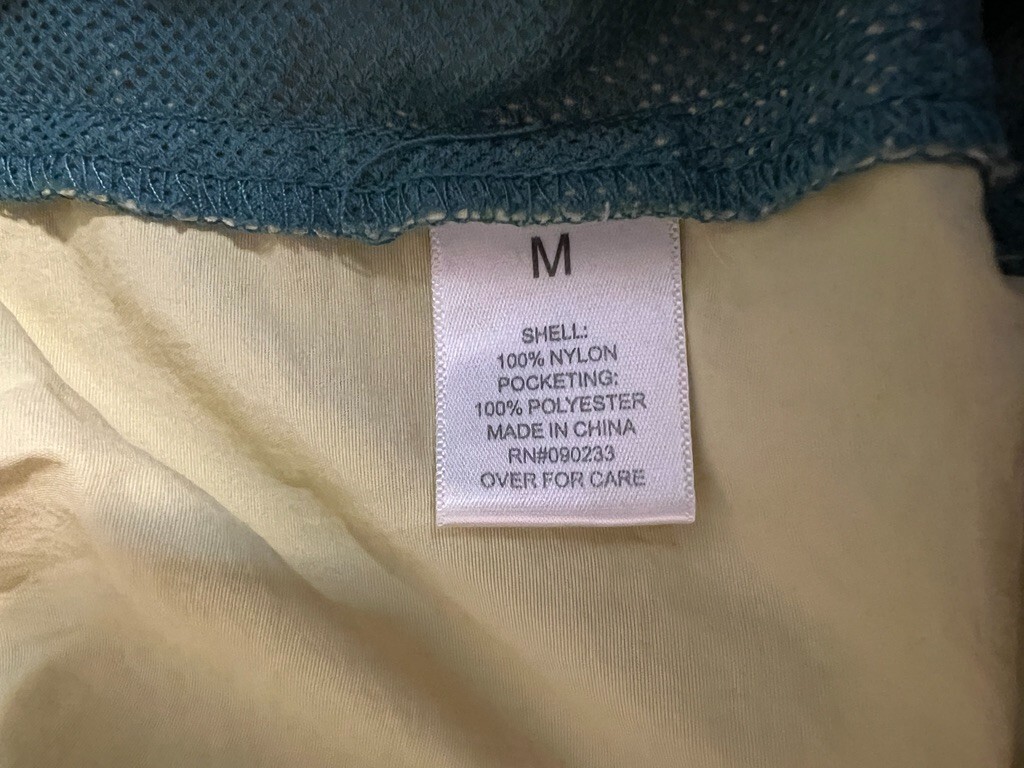 M
SHELL:
100% NYLON
POCKETING:
100% POLYESTER
MADE IN CHINA
RN#090233
OVER FOR CARE